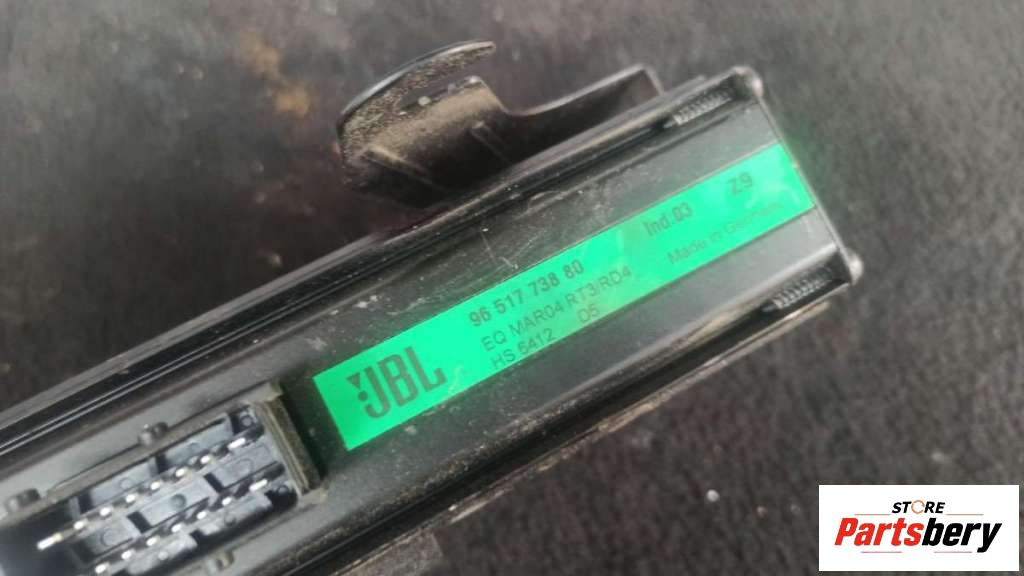 JBL
96 517 738 80
EQ MAR04 RT3/RD4
HS 6412 05
Ind.03 Z9
Made in Germany
STORE
Partsbery